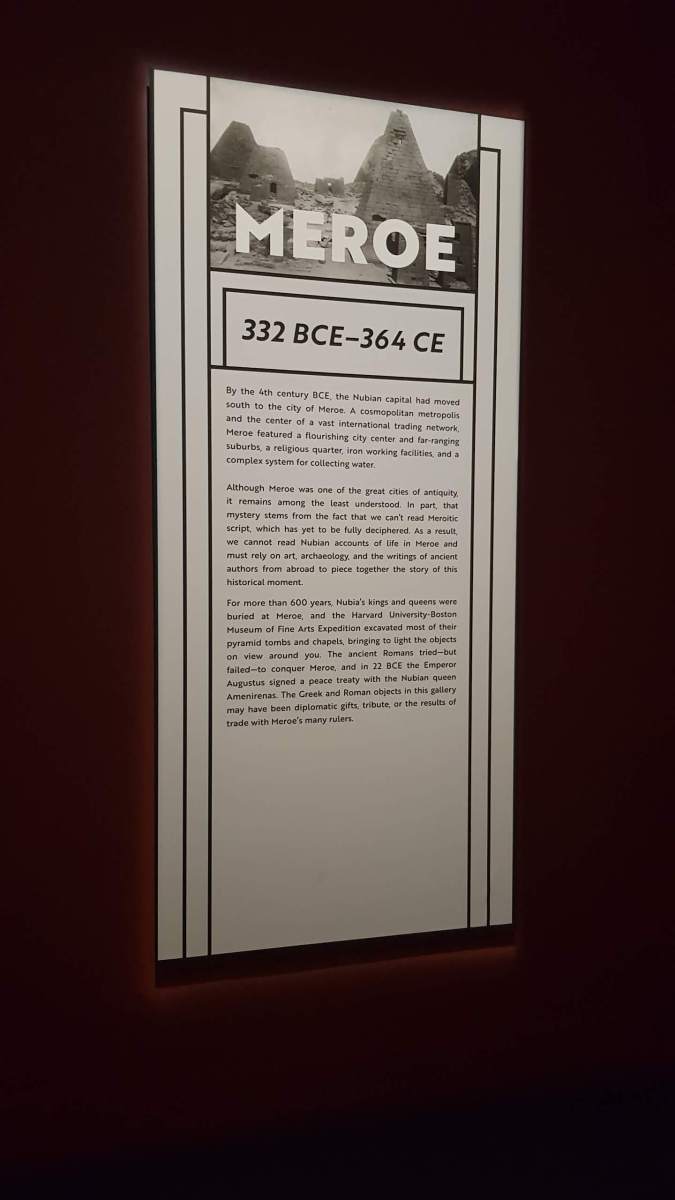 MEROE
332 BCE–364 CE
By the 4th century BCE, the Nubian capital had moved
south to the city of Meroe. A cosmopolitan metropolis
and the center of a vast international trading network,
Meroe featured a flourishing city center and far-ranging
suburbs, a religious quarter, iron working facilities, and a
complex system for collecting water.
Although Meroe was one of the great cities of antiquity,
it remains among the least understood. In part, that
mystery stems from the fact that we can't read Meroitic
script, which has yet to be fully deciphered. As a result,
we cannot read Nubian accounts of life in Meroe and
must rely on art, archaeology, and the writings of ancient
authors from abroad to piece together the story of this
historical moment.
For more than 600 years, Nubia's kings and queens were
buried at Meroe, and the Harvard University-Boston
Museum of Fine Arts Expedition excavated most of their
pyramid tombs and chapels, bringing to light the objects
on view around you. The ancient Romans tried—but
failed—to conquer Meroe, and in 22 BCE the Emperor
Augustus signed a peace treaty with the Nubian queen
Amenirenas. The Greek and Roman objects in this gallery
may have been diplomatic gifts, tribute, or the results of
trade with Meroe's many rulers.